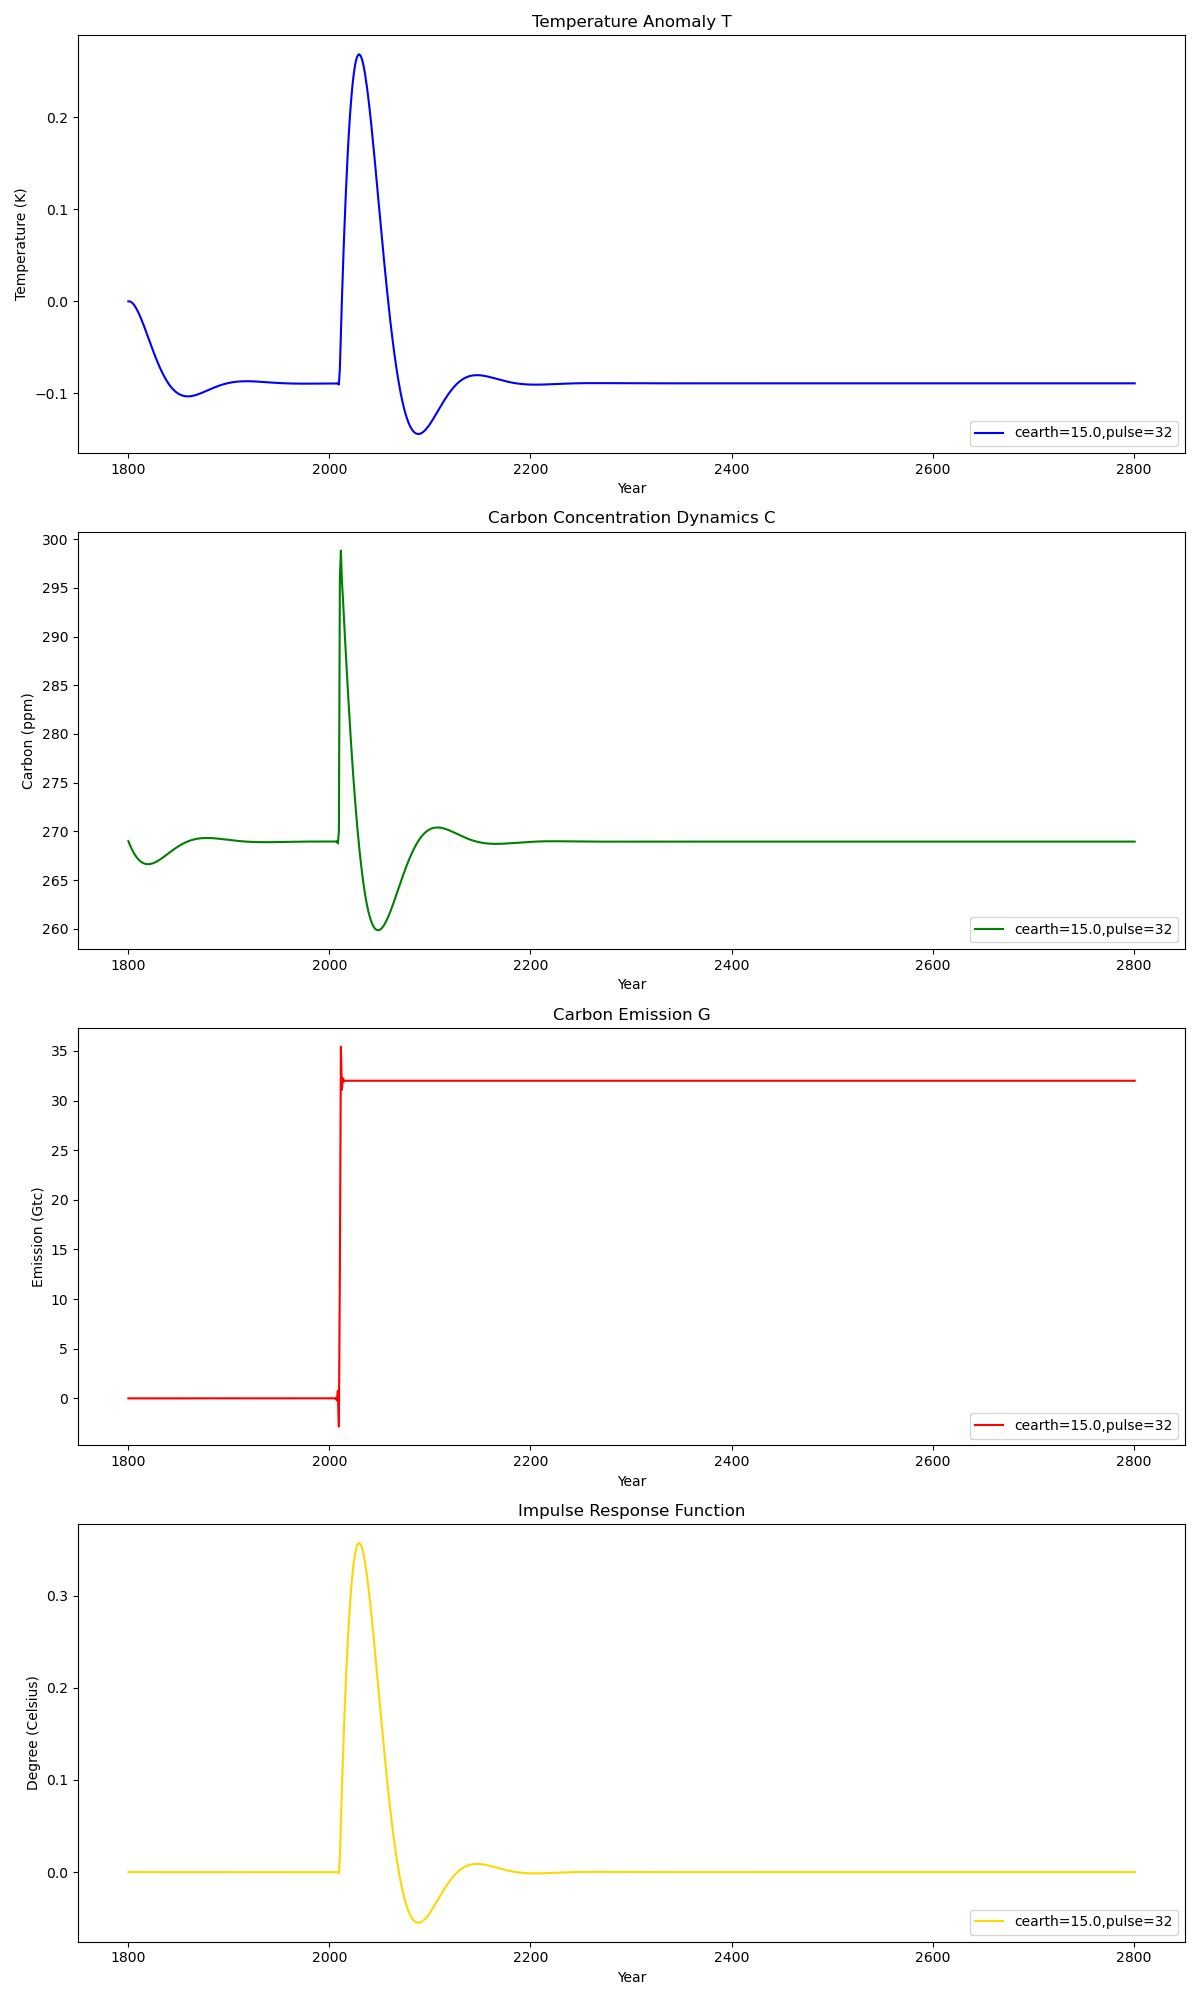 Temperature Anomaly T
Temperature (K)
0.2
0.1
0.0
−0.1
cearth=15.0,pulse=32
1800 2000 2200 2400 2600 2800
Year
Carbon Concentration Dynamics C
Carbon (ppm)
300
295
290
285
280
275
270
265
260
cearth=15.0,pulse=32
1800 2000 2200 2400 2600 2800
Year
Carbon Emission G
Emission (Gtc)
35
30
25
20
15
10
5
0
cearth=15.0,pulse=32
1800 2000 2200 2400 2600 2800
Year
Impulse Response Function
Degree (Celsius)
0.3
0.2
0.1
0.0
cearth=15.0,pulse=32
1800 2000 2200 2400 2600 2800
Year